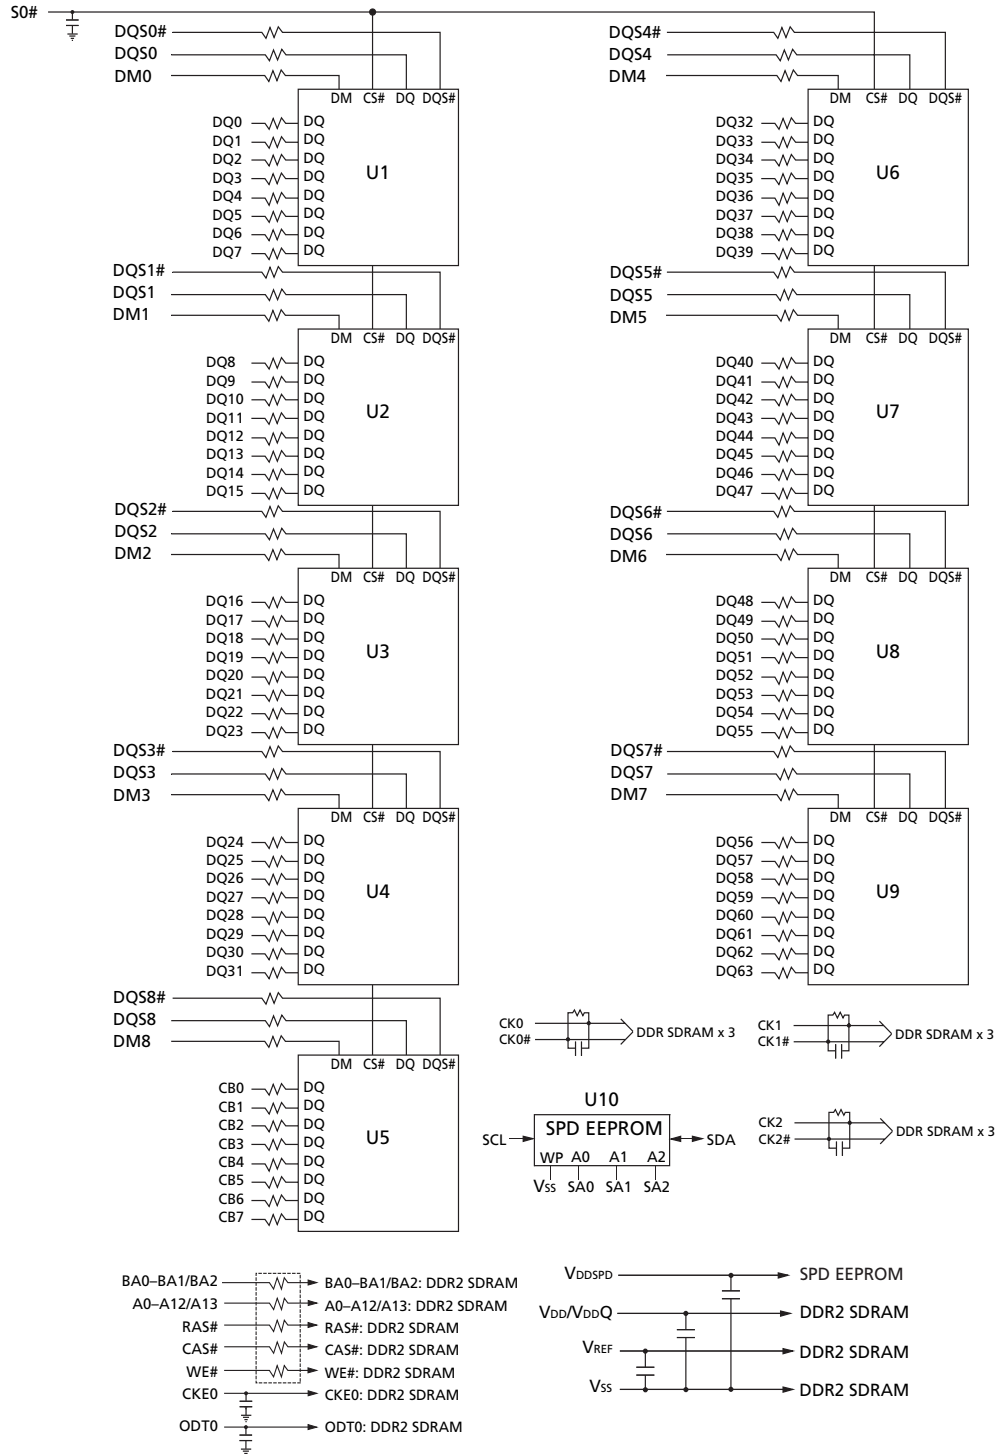 S0#
DQS0#
DQS0
DM0
DM CS# DQ DQS#
DQ0 DQ
DQ1 DQ
DQ2 DQ
DQ3 DQ
DQ4 DQ
DQ5 DQ
DQ6 DQ
DQ7 DQ
U1
DQS1#
DQS1
DM1
DM CS# DQ DQS#
DQ8 DQ
DQ9 DQ
DQ10 DQ
DQ11 DQ
DQ12 DQ
DQ13 DQ
DQ14 DQ
DQ15 DQ
U2
DQS2#
DQS2
DM2
DM CS# DQ DQS#
DQ16 DQ
DQ17 DQ
DQ18 DQ
DQ19 DQ
DQ20 DQ
DQ21 DQ
DQ22 DQ
DQ23 DQ
U3
DQS3#
DQS3
DM3
DM CS# DQ DQS#
DQ24 DQ
DQ25 DQ
DQ26 DQ
DQ27 DQ
DQ28 DQ
DQ29 DQ
DQ30 DQ
DQ31 DQ
U4
DQS8#
DQS8
DM8
DM CS# DQ DQS#
CB0 DQ
CB1 DQ
CB2 DQ
CB3 DQ
CB4 DQ
CB5 DQ
CB6 DQ
CB7 DQ
U5
DQS4#
DQS4
DM4
DM CS# DQ DQS#
DQ32 DQ
DQ33 DQ
DQ34 DQ
DQ35 DQ
DQ36 DQ
DQ37 DQ
DQ38 DQ
DQ39 DQ
U6
DQS5#
DQS5
DM5
DM CS# DQ DQS#
DQ40 DQ
DQ41 DQ
DQ42 DQ
DQ43 DQ
DQ44 DQ
DQ45 DQ
DQ46 DQ
DQ47 DQ
U7
DQS6#
DQS6
DM6
DM CS# DQ DQS#
DQ48 DQ
DQ49 DQ
DQ50 DQ
DQ51 DQ
DQ52 DQ
DQ53 DQ
DQ54 DQ
DQ55 DQ
U8
DQS7#
DQS7
DM7
DM CS# DQ DQS#
DQ56 DQ
DQ57 DQ
DQ58 DQ
DQ59 DQ
DQ60 DQ
DQ61 DQ
DQ62 DQ
DQ63 DQ
U9
CK0
CK0#
DDR SDRAM x 3
CK1
CK1#
DDR SDRAM x 3
CK2
CK2#
DDR SDRAM x 3
U10
SPD EEPROM
SCL
SDA
WP A0 A1 A2
VSS SA0 SA1 SA2
BA0–BA1/BA2 BA0–BA1/BA2: DDR2 SDRAM
A0–A12/A13 A0–A12/A13: DDR2 SDRAM
RAS# RAS#: DDR2 SDRAM
CAS# CAS#: DDR2 SDRAM
WE# WE#: DDR2 SDRAM
CKE0 CKE0: DDR2 SDRAM
ODT0 ODT0: DDR2 SDRAM
VDDSPD SPD EEPROM
VDD/VDDQ DDR2 SDRAM
VREF DDR2 SDRAM
VSS DDR2 SDRAM